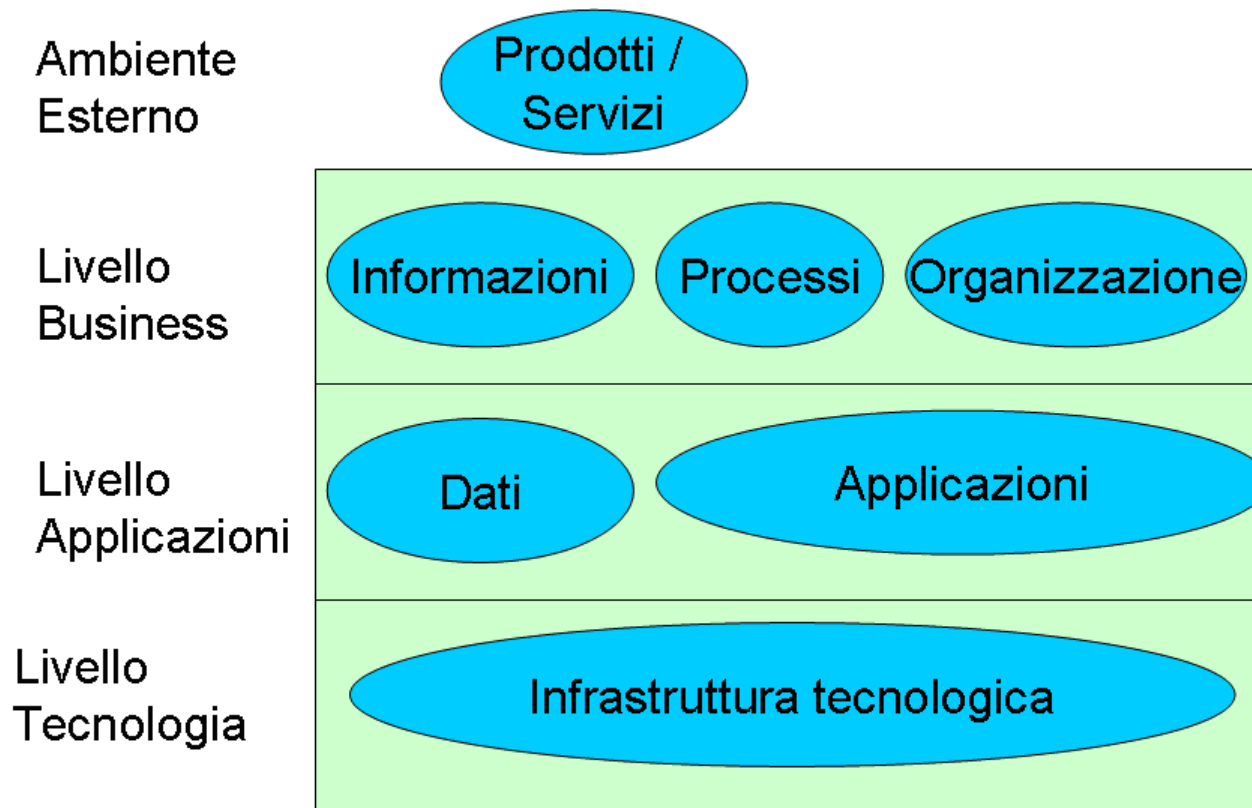 Ambiente
Esterno
Prodotti /
Servizi
Livello
Business
Informazioni
Processi
Organizzazione
Livello
Applicazioni
Dati
Applicazioni
Livello
Tecnologia
Infrastruttura tecnologica